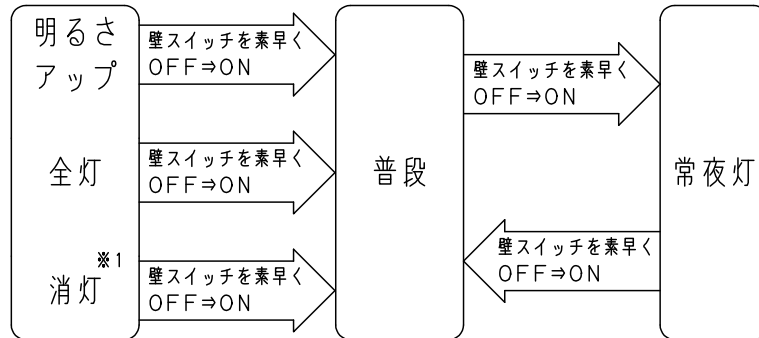 明るさ
アップ
壁スイッチを素早く
OFF⇒ON
全灯
壁スイッチを素早く
OFF⇒ON
消灯
※1
壁スイッチを素早く
OFF⇒ON
普段
壁スイッチを素早く
OFF⇒ON
壁スイッチを素早く
OFF⇒ON
常夜灯